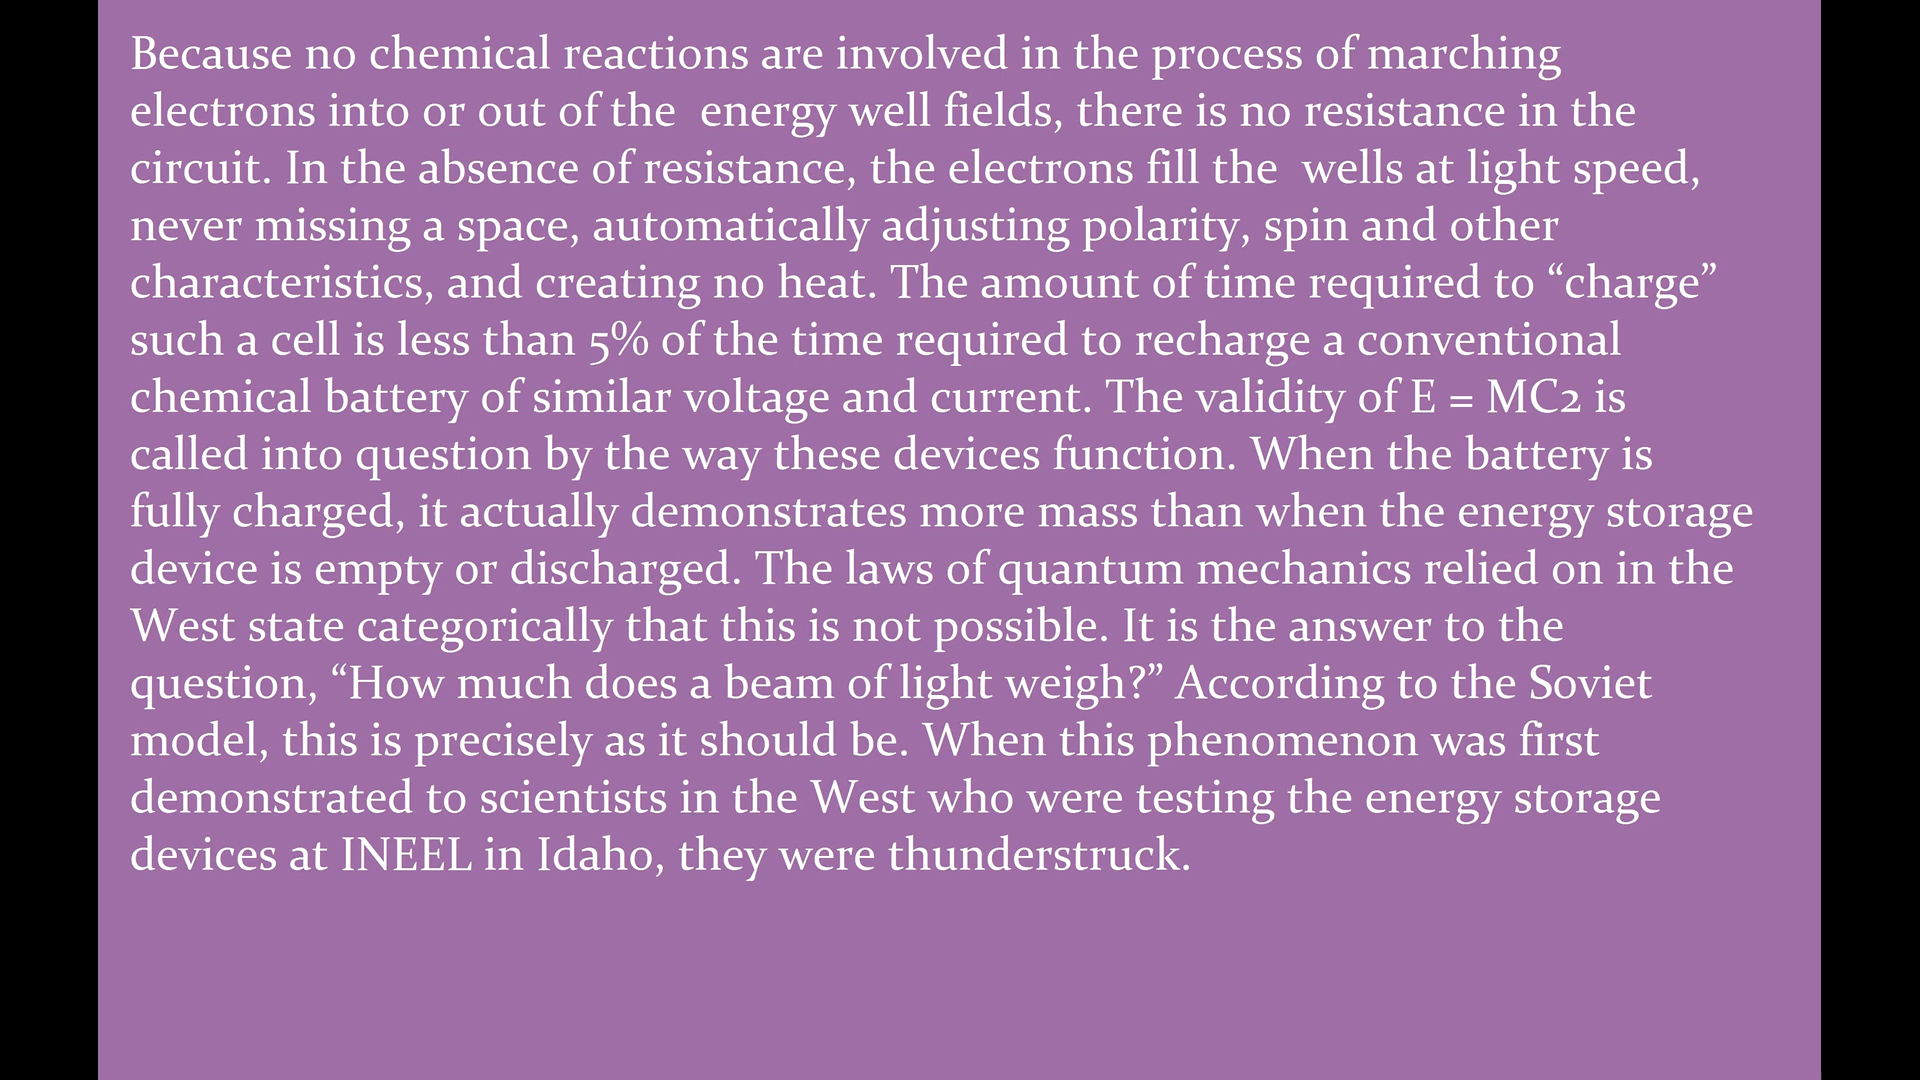 Because no chemical reactions are involved in the process of marching
electrons into or out of the  energy well fields, there is no resistance in the
circuit. In the absence of resistance, the electrons fill the  wells at light speed,
never missing a space, automatically adjusting polarity, spin and other
characteristics, and creating no heat. The amount of time required to “charge”
such a cell is less than 5% of the time required to recharge a conventional
chemical battery of similar voltage and current. The validity of E = MC2 is
called into question by the way these devices function. When the battery is
fully charged, it actually demonstrates more mass than when the energy storage
device is empty or discharged. The laws of quantum mechanics relied on in the
West state categorically that this is not possible. It is the answer to the
question, “How much does a beam of light weigh?” According to the Soviet
model, this is precisely as it should be. When this phenomenon was first
demonstrated to scientists in the West who were testing the energy storage
devices at INEEL in Idaho, they were thunderstruck.